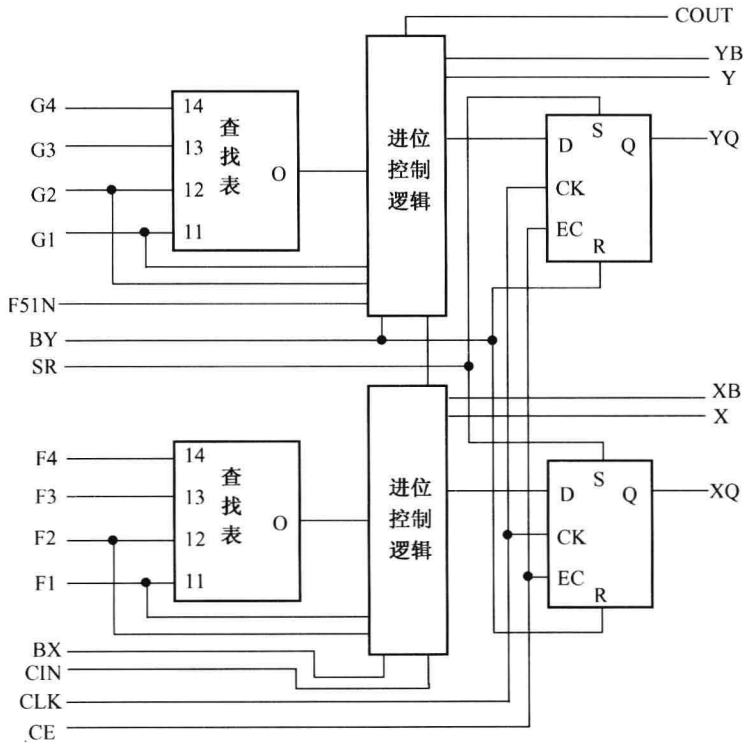 COUT
YB
Y
G4
G3
G2
G1
14
13
12
11
查找表
O
进位控制逻辑
D
S
Q
CK
EC
R
YQ
F51N
BY
SR
XB
X
F4
F3
F2
F1
14
13
12
11
查找表
O
进位控制逻辑
D
S
Q
CK
EC
R
XQ
BX
CIN
CLK
CE